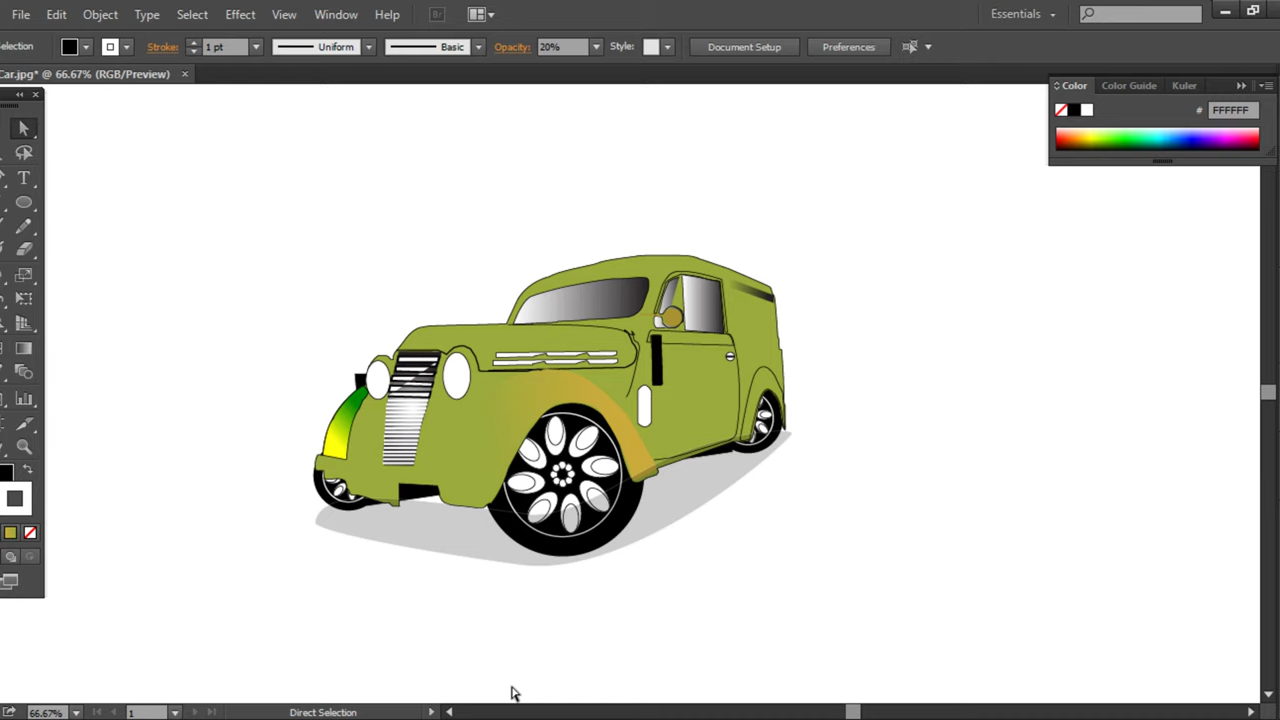 File Edit Object Type Select Effect View Window Help Br Essentials
Selection Stroke: 1 pt Uniform Basic Opacity: 20% Style: Document Setup Preferences
Car.jpg* @ 66.67% (RGB/Preview)
Color Color Guide Kuler
# FFFFFF
T
66.67% 1 Direct Selection